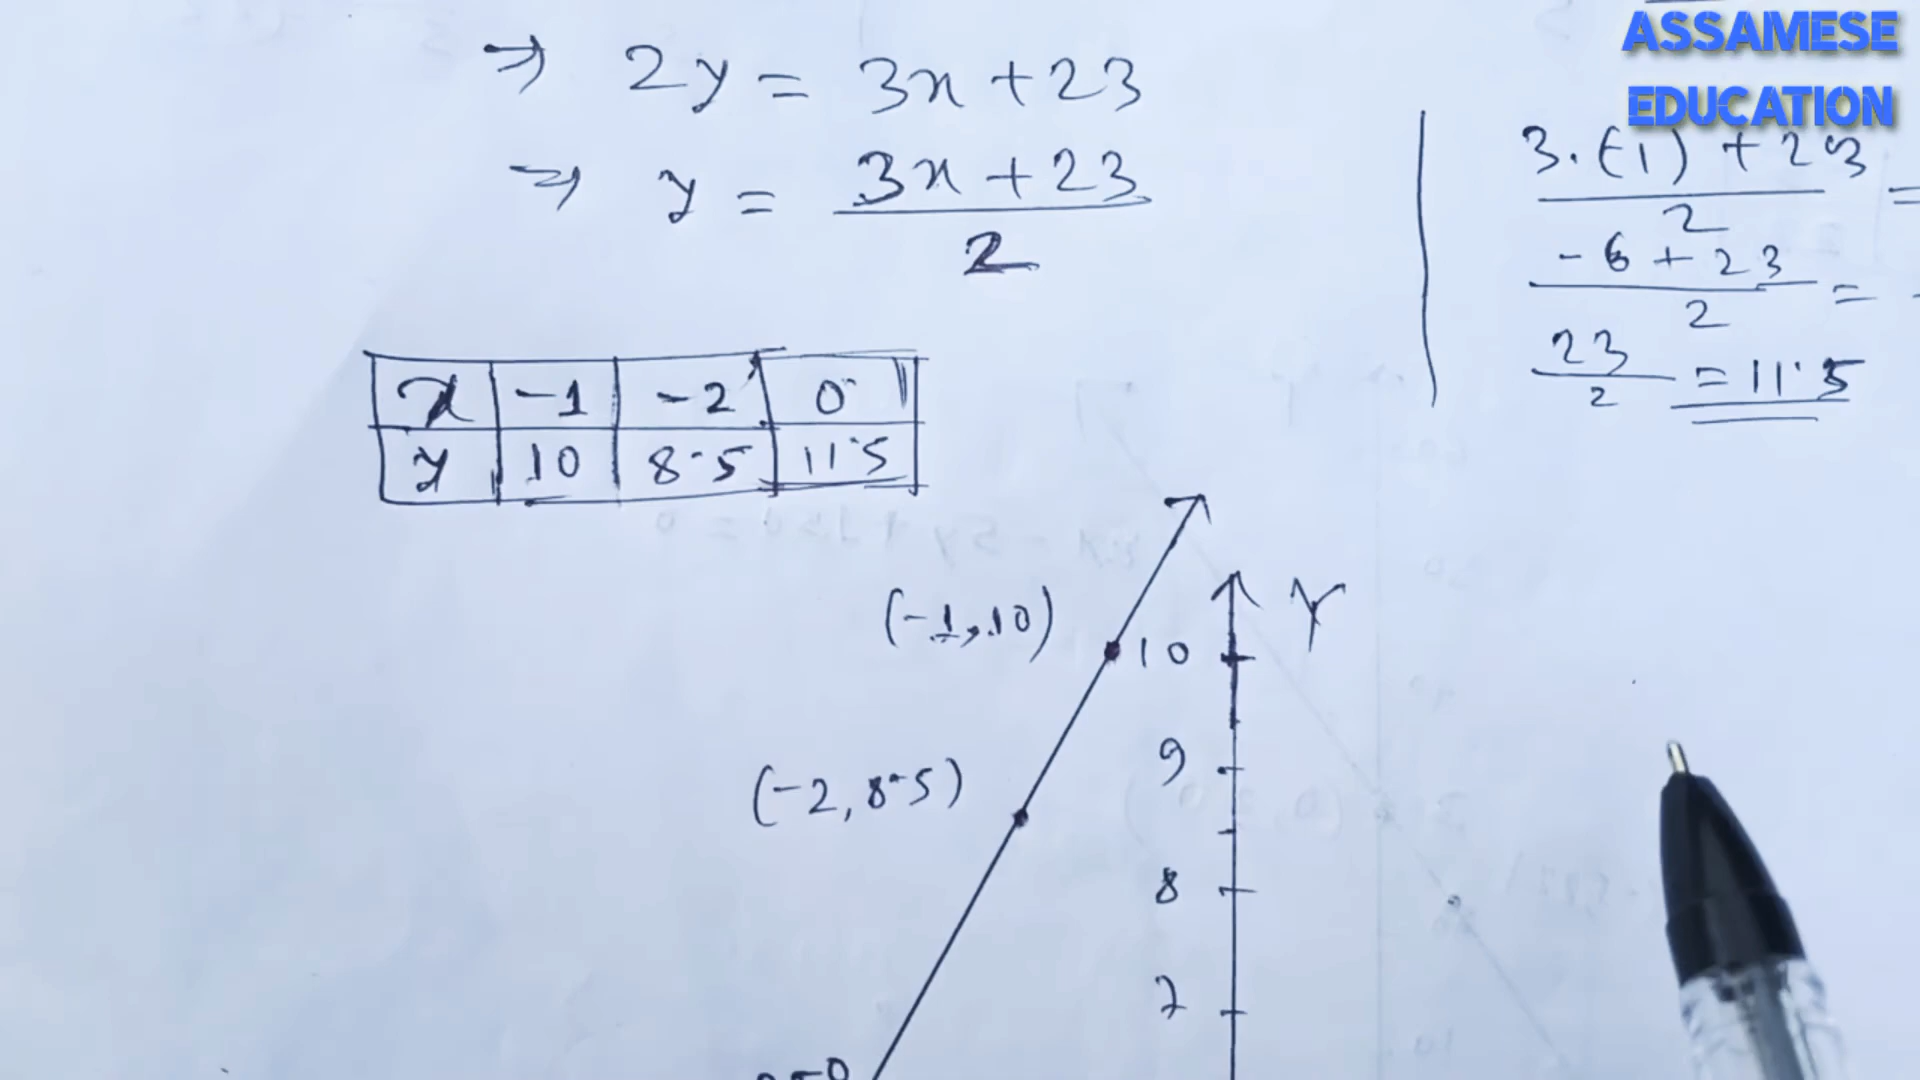 ASSAMESE
EDUCATION
⇒ 2y = 3x + 23
⇒ y = 3x + 23
2
3.(-1) + 23
2
=
-6 + 23
2
=
23
2
= 11.5
x -1 -2 0
y 10 8.5 11.5
(-1, 10)
10
Y
9
(-2, 8.5)
8
7